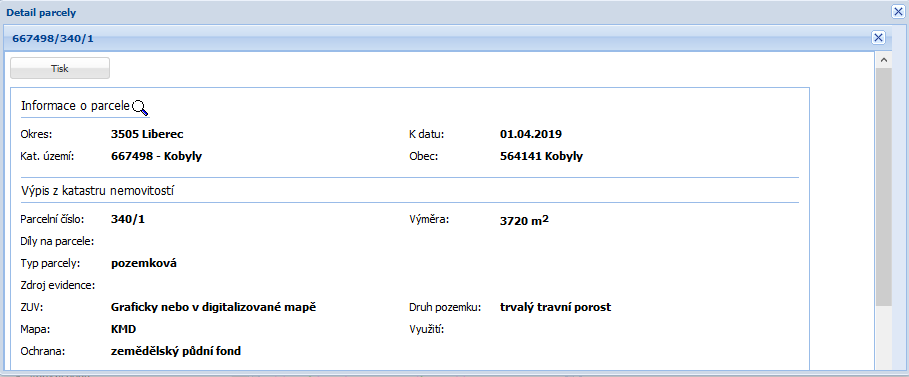 Detail parcely
667498/340/1
Tisk
Informace o parcele
Okres: 3505 Liberec K datu: 01.04.2019
Kat. území: 667498 - Kobyly Obec: 564141 Kobyly
Výpis z katastru nemovitostí
Parcelní číslo: 340/1 Výměra: 3720 m2
Díly na parcele:
Typ parcely: pozemková
Zdroj evidence:
ZUV: Graficky nebo v digitalizované mapě Druh pozemku: trvalý travní porost
Mapa: KMD Využití:
Ochrana: zemědělský půdní fond